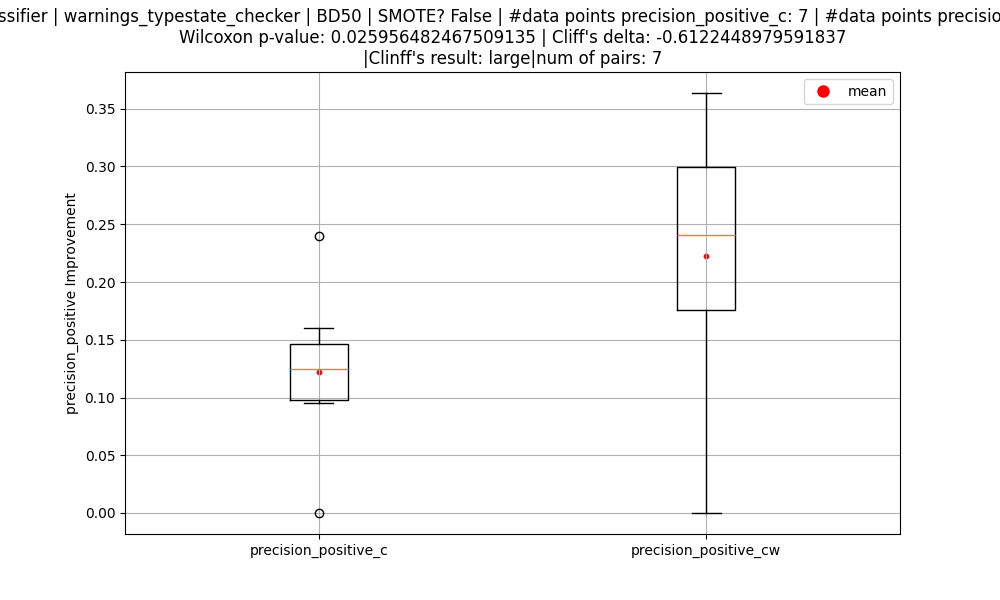 | warnings_typestate_checker | BD50 | SMOTE? False | #data points precision_positive_c: 7 | #data points
Wilcoxon p-value: 0.025956482467509135 | Cliff's delta: -0.6122448979591837
|Clinff's result: large|num of pairs: 7
mean
0.35
0.30
0.25
0.20
0.15
0.10
0.05
0.00
precision_positive Improvement
precision_positive_c
precision_positive_cw